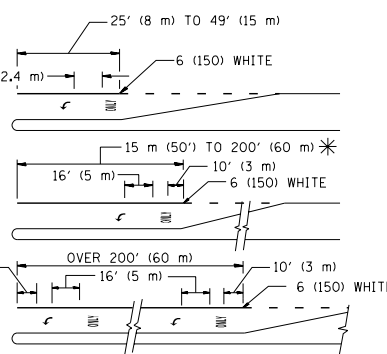 25' (8 m) TO 49' (15 m)
6 (150) WHITE
2.4 m)
ONLY
15 m (50') TO 200' (60 m) *
10' (3 m)
16' (5 m)
6 (150) WHITE
ONLY
OVER 200' (60 m)
10' (3 m)
16' (5 m)
6 (150) WHITE
ONLY ONLY